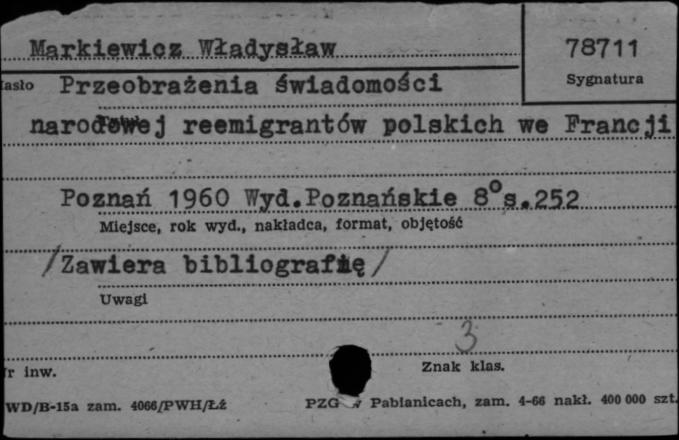 Markiewicz Władysław
78711
Sygnatura
Hasło Przeobrażenia świadomości
narodowej reemigrantów polskich we Francji
Poznań 1960 Wyd.Poznańskie 8°s.252
Miejsce, rok wyd., nakładca, format, objętość
/Zawiera bibliografię/
Uwagi
3
Nr inw.
Znak klas.
WD/B-15a zam. 4066/PWH/Łź
PZG w Pabianicach, zam. 4-66 nakł. 400 000 szt.